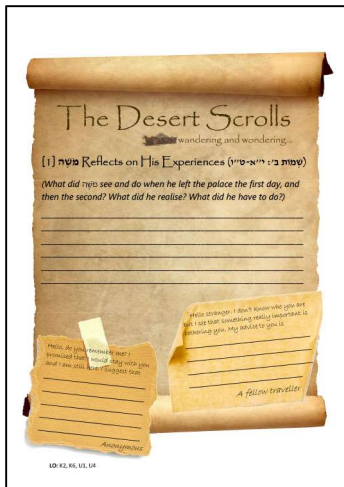 The Desert Scrolls
wandering and wondering...
[1] מֹשֶׁה Reflects on His Experiences (שְׁמוֹת ב': י"א-ט"ו)
(What did מֹשֶׁה see and do when he left the palace the first day, and
then the second? What did he realise? What did he have to do?)
Hello stranger. I don't know who you are
but I see that something really important is
bothering you. My advice to you is
A fellow traveller
Hello, do you remember me? I
promised that I would stay with you
and I am still here. I suggest that
Anonymous
LO: K2, K6, U3, U4